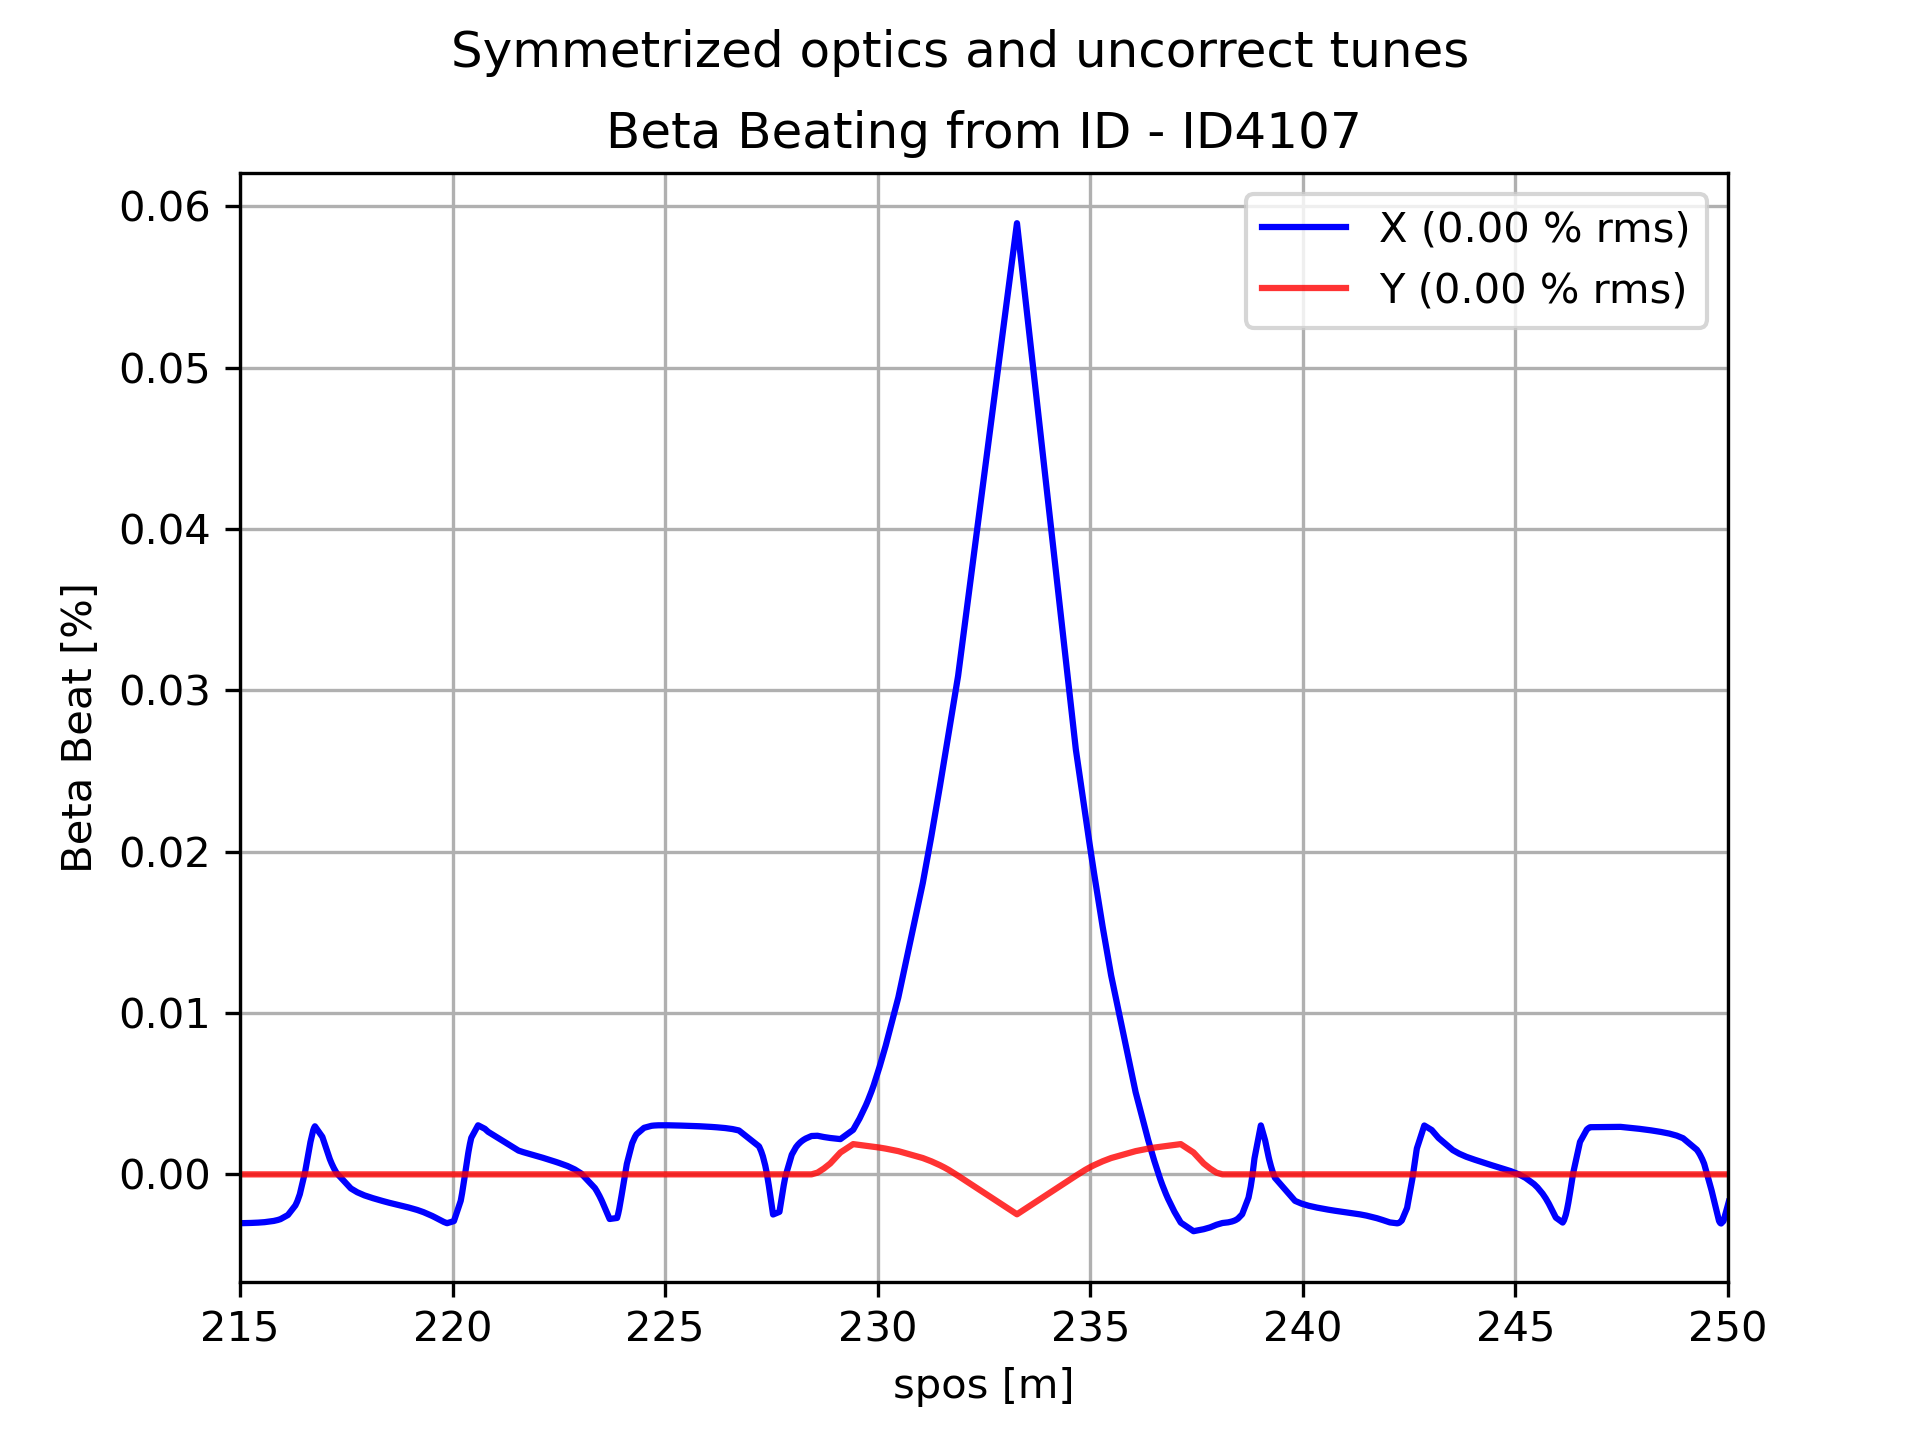 Symmetrized optics and uncorrect tunes
Beta Beating from ID - ID4107
X (0.00 % rms)
Y (0.00 % rms)
Beta Beat [%]
0.06
0.05
0.04
0.03
0.02
0.01
0.00
215 220 225 230 235 240 245 250
spos [m]